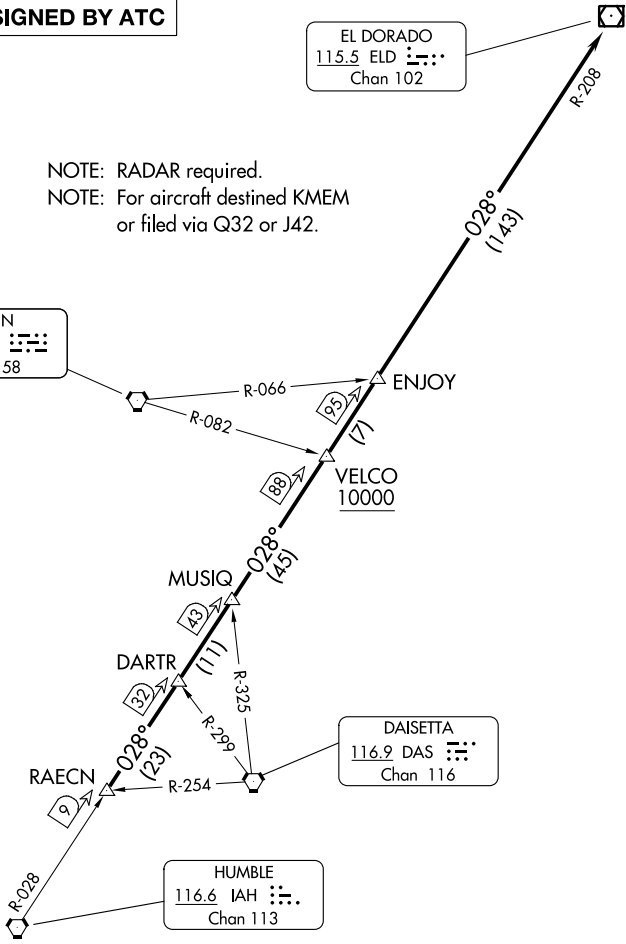 SIGNED BY ATC
EL DORADO
115.5 ELD
Chan 102
R-208
NOTE: RADAR required.
NOTE: For aircraft destined KMEM
or filed via Q32 or J42.
028°
(143)
N
58
R-066
ENJOY
95
R-082
(7)
VELCO
10000
88
028°
(45)
MUSIQ
43
(11)
DARTR
R-325
32
R-299
028°
(23)
DAISETTA
116.9 DAS
Chan 116
RAECN
R-254
9
R-028
HUMBLE
116.6 IAH
Chan 113